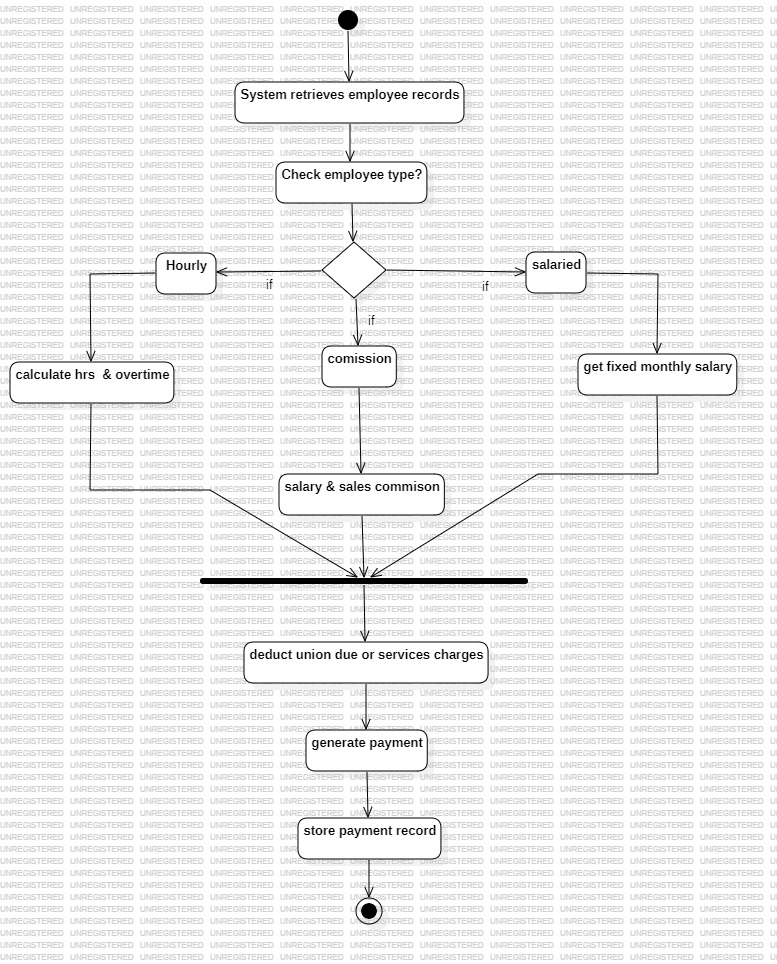 System retrieves employee records
Check employee type?
Hourly
salaried
if
if
if
comission
calculate hrs  & overtime
get fixed monthly salary
salary & sales commison
deduct union due or services charges
generate payment
store payment record
UNREGISTERED